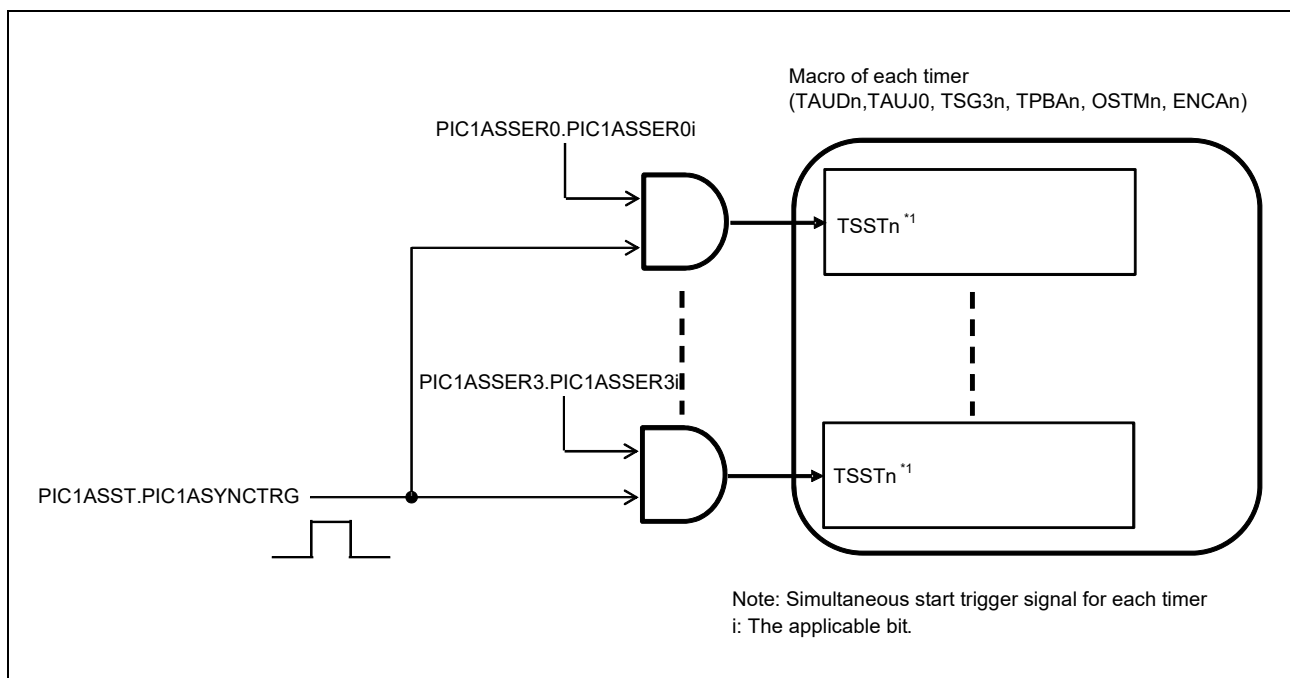 Macro of each timer
(TAUDn,TAUJ0, TSG3n, TPBAn, OSTMn, ENCAn)
PIC1ASSER0.PIC1ASSER0i
TSSTn *1
PIC1ASSER3.PIC1ASSER3i
TSSTn *1
PIC1ASST.PIC1ASYNCTRG
Note: Simultaneous start trigger signal for each timer
i: The applicable bit.